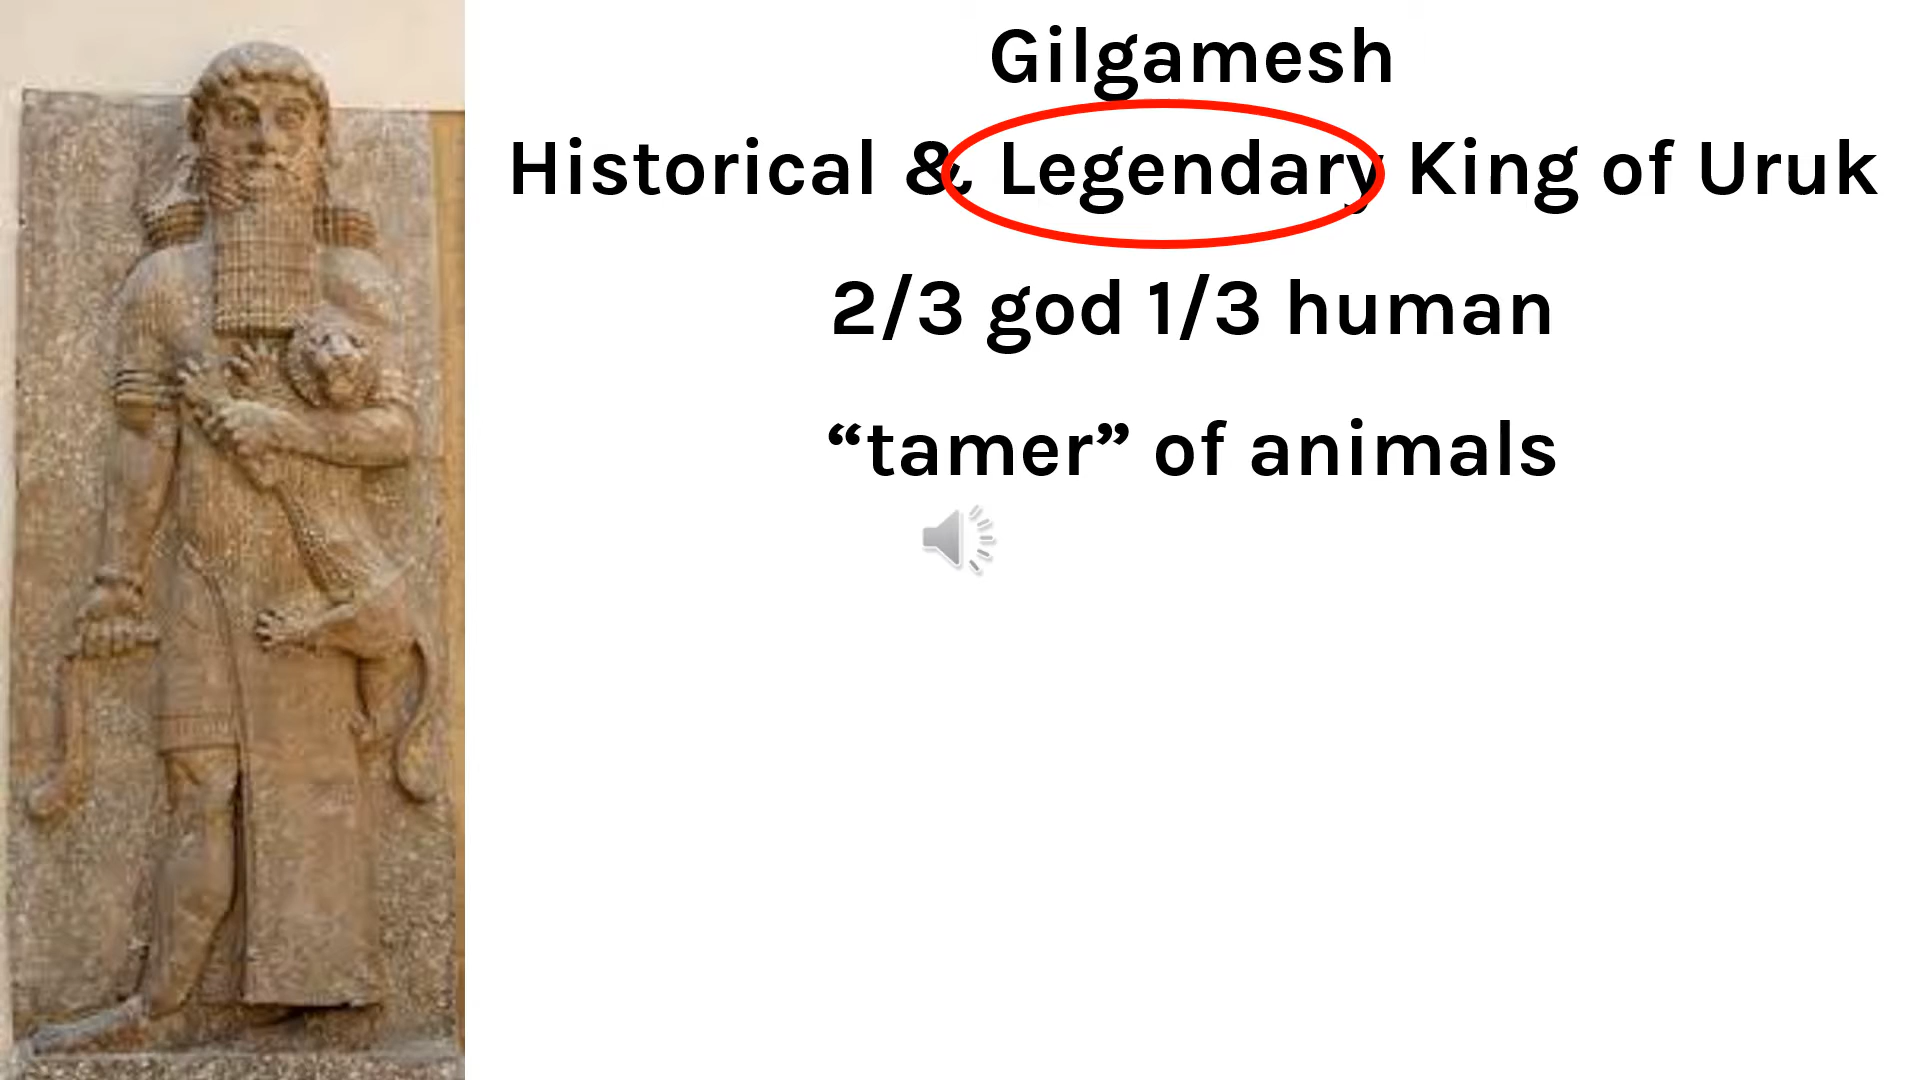 Gilgamesh
Historical & Legendary King of Uruk
2/3 god 1/3 human
“tamer” of animals